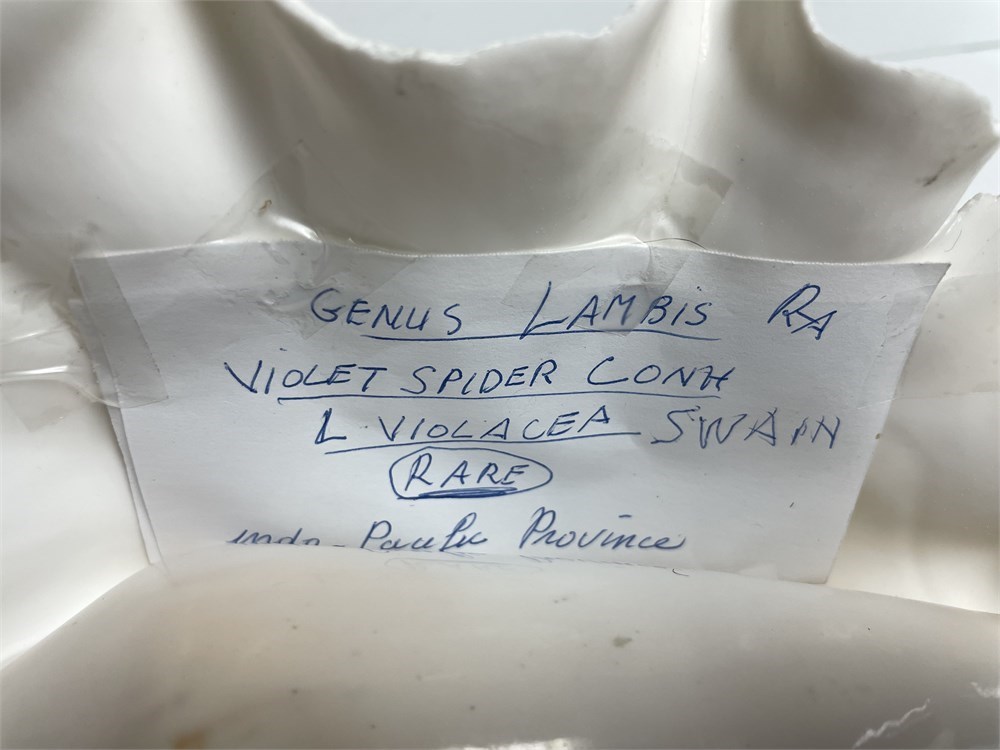 GENUS LAMBIS RA
VIOLET SPIDER CONH
L VIOLACEA SWAIN
RARE
indo-Pacific Province